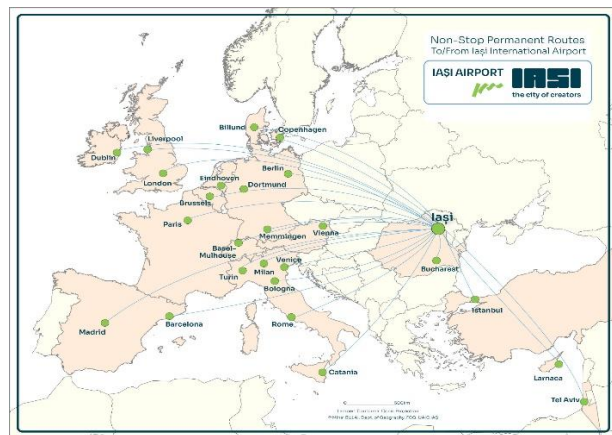 Non-Stop Permanent Routes
To/From Iași International Airport
IAȘI AIRPORT
IASI
the city of creators
Billund
Copenhagen
Liverpool
Dublin
Berlin
Eindhoven
Dortmund
London
Brussels
Iași
Paris
Memmingen
Vienna
Basel-
Mulhouse
Venice
Bucharest
Turin
Milan
Bologna
Istanbul
Madrid
Barcelona
Rome
Catania
Larnaca
Tel Aviv
0